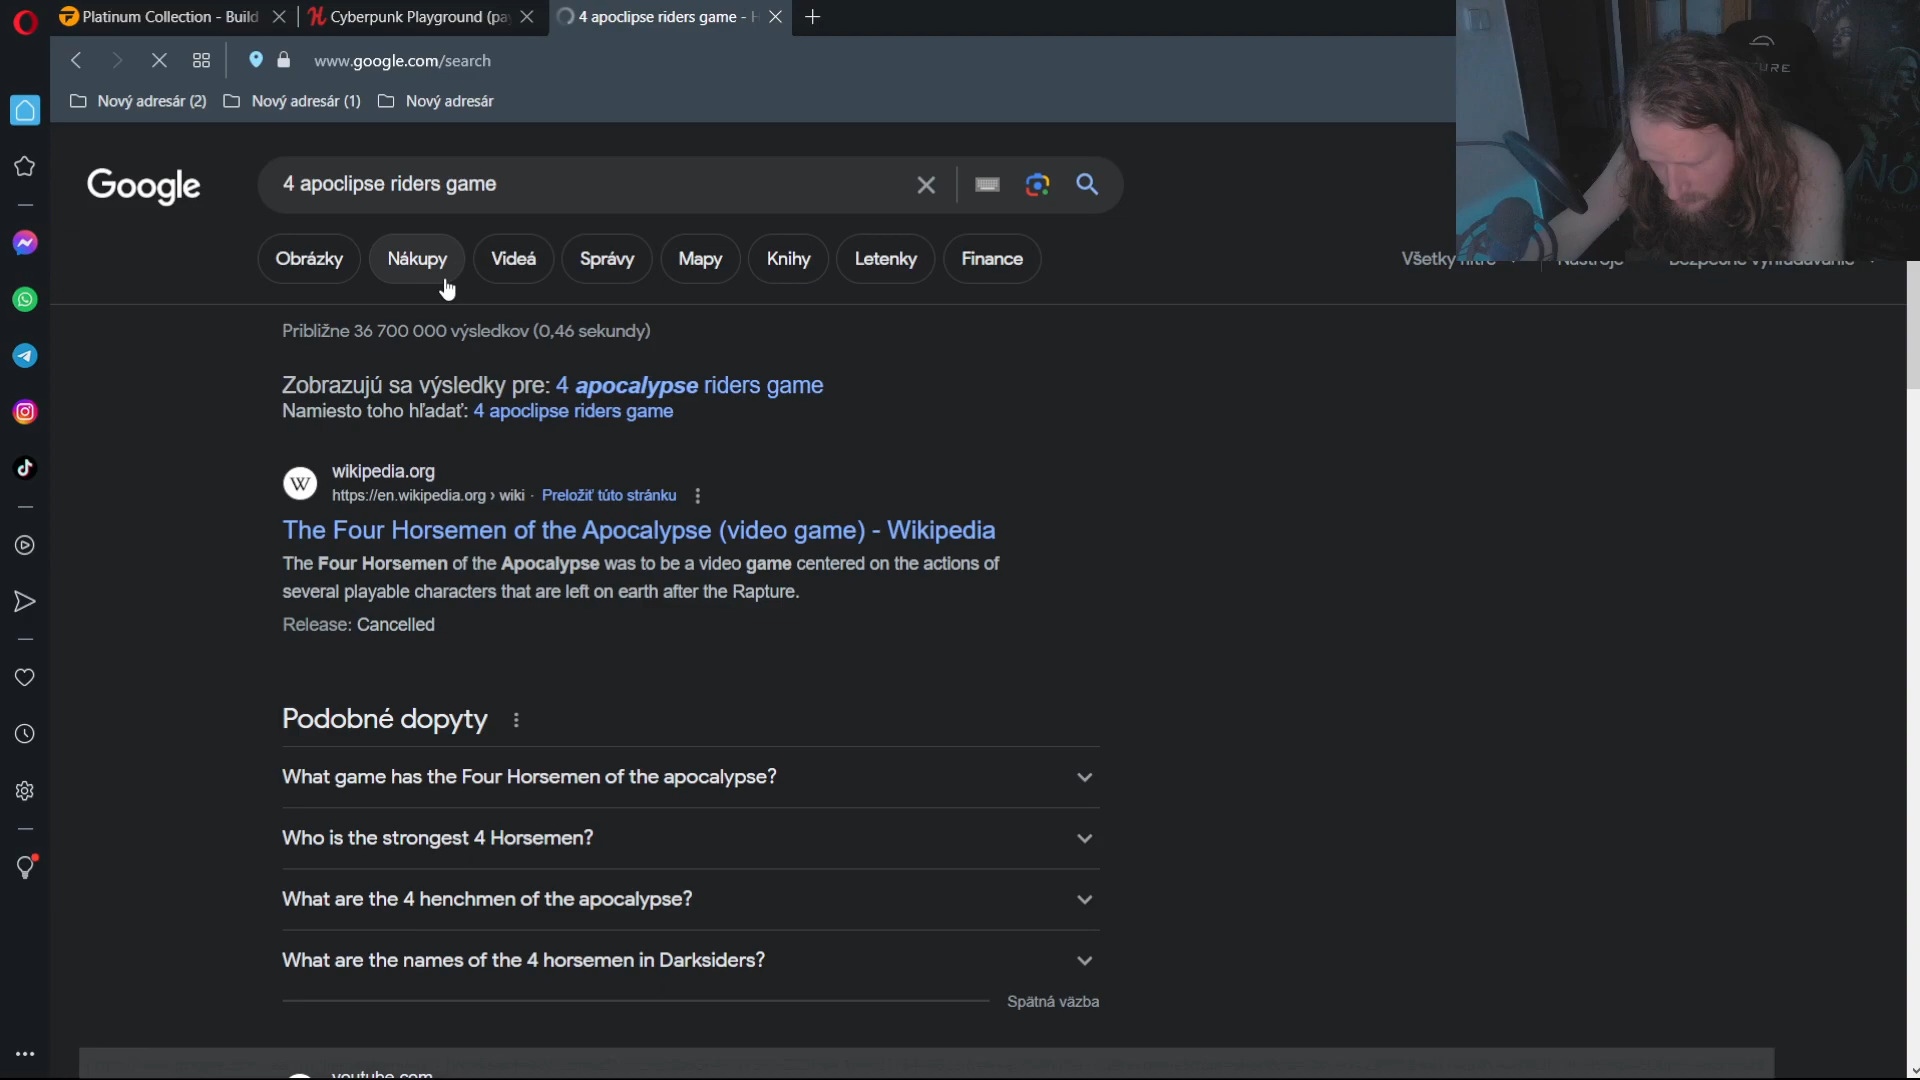 Platinum Collection - Build
Cyberpunk Playground (pa
4 apoclipse riders game -
www.google.com/search
Nový adresár (2)
Nový adresár (1)
Nový adresár
Google
4 apoclipse riders game
Obrázky
Nákupy
Videá
Správy
Mapy
Knihy
Letenky
Finance
Všetky filtre
Nástroje
Bezpečné vyhľadávanie
Približne 36 700 000 výsledkov (0,46 sekundy)
Zobrazujú sa výsledky pre: 4 apocalypse riders game
Namiesto toho hľadať: 4 apoclipse riders game
W
wikipedia.org
https://en.wikipedia.org › wiki · Preložiť túto stránku
The Four Horsemen of the Apocalypse (video game) - Wikipedia
The Four Horsemen of the Apocalypse was to be a video game centered on the actions of
several playable characters that are left on earth after the Rapture.
Release: Cancelled
Podobné dopyty
What game has the Four Horsemen of the apocalypse?
Who is the strongest 4 Horsemen?
What are the 4 henchmen of the apocalypse?
What are the names of the 4 horsemen in Darksiders?
Spätná väzba
youtube.com